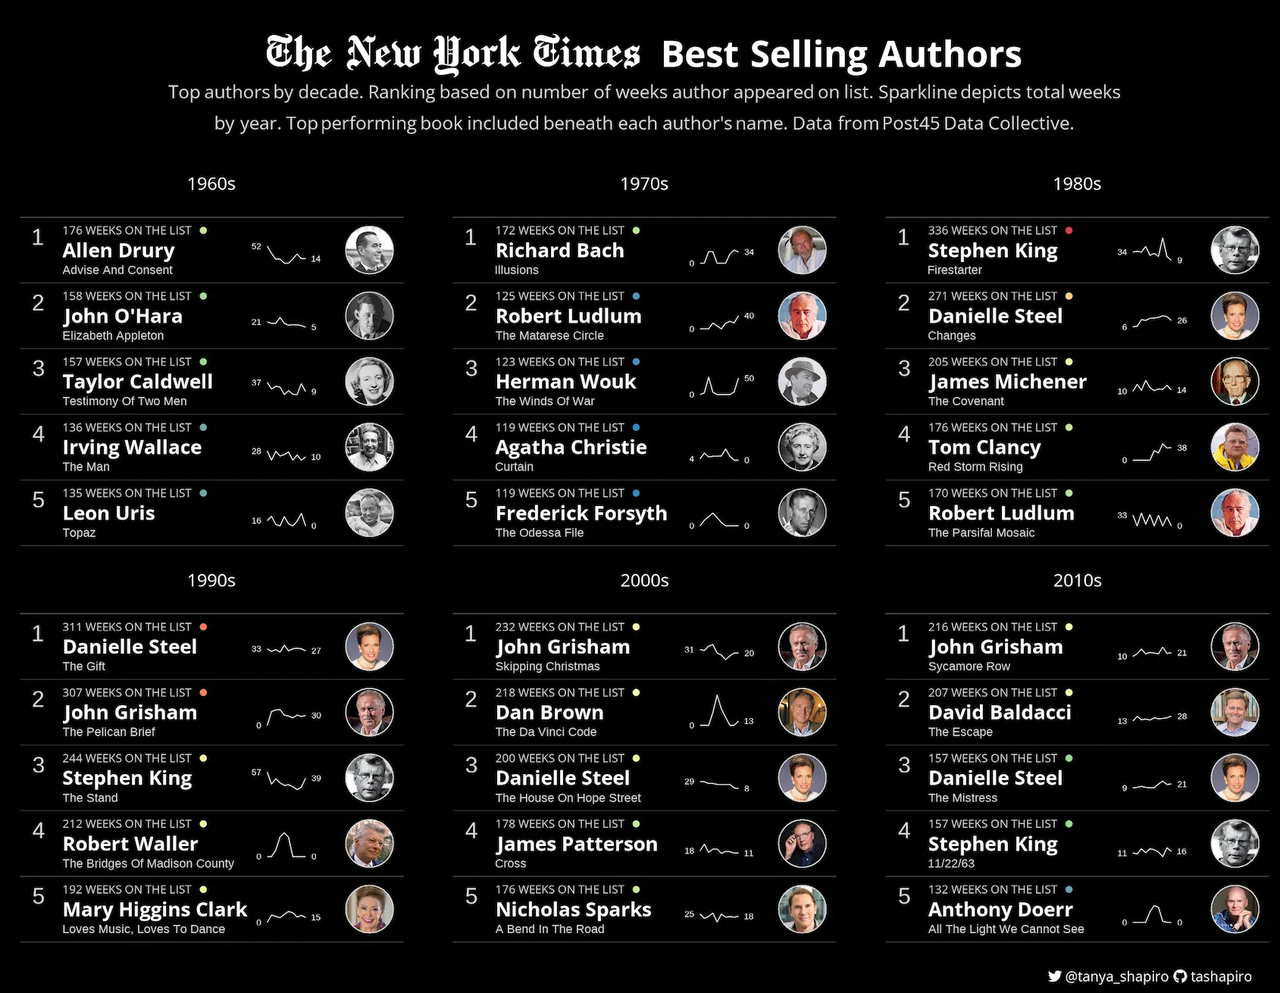 The New York Times Best Selling Authors
Top authors by decade. Ranking based on number of weeks author appeared on list. Sparkline depicts total weeks
by year. Top performing book included beneath each author's name. Data from Post45 Data Collective.
1960s
1
176 WEEKS ON THE LIST
Allen Drury
Advise And Consent
52
14
2
158 WEEKS ON THE LIST
John O'Hara
Elizabeth Appleton
21
5
3
157 WEEKS ON THE LIST
Taylor Caldwell
Testimony Of Two Men
37
9
4
136 WEEKS ON THE LIST
Irving Wallace
The Man
28
10
5
135 WEEKS ON THE LIST
Leon Uris
Topaz
16
0
1970s
1
172 WEEKS ON THE LIST
Richard Bach
Illusions
0
34
2
125 WEEKS ON THE LIST
Robert Ludlum
The Matarese Circle
0
40
3
123 WEEKS ON THE LIST
Herman Wouk
The Winds Of War
0
50
4
119 WEEKS ON THE LIST
Agatha Christie
Curtain
4
0
5
119 WEEKS ON THE LIST
Frederick Forsyth
The Odessa File
0
0
1980s
1
336 WEEKS ON THE LIST
Stephen King
Firestarter
34
9
2
271 WEEKS ON THE LIST
Danielle Steel
Changes
6
26
3
205 WEEKS ON THE LIST
James Michener
The Covenant
10
14
4
176 WEEKS ON THE LIST
Tom Clancy
Red Storm Rising
0
38
5
170 WEEKS ON THE LIST
Robert Ludlum
The Parsifal Mosaic
33
0
1990s
1
311 WEEKS ON THE LIST
Danielle Steel
The Gift
33
27
2
307 WEEKS ON THE LIST
John Grisham
The Pelican Brief
0
30
3
244 WEEKS ON THE LIST
Stephen King
The Stand
57
39
4
212 WEEKS ON THE LIST
Robert Waller
The Bridges Of Madison County
0
0
5
192 WEEKS ON THE LIST
Mary Higgins Clark
Loves Music, Loves To Dance
0
15
2000s
1
232 WEEKS ON THE LIST
John Grisham
Skipping Christmas
31
20
2
218 WEEKS ON THE LIST
Dan Brown
The Da Vinci Code
0
13
3
200 WEEKS ON THE LIST
Danielle Steel
The House On Hope Street
29
8
4
178 WEEKS ON THE LIST
James Patterson
Cross
18
11
5
176 WEEKS ON THE LIST
Nicholas Sparks
A Bend In The Road
25
18
2010s
1
216 WEEKS ON THE LIST
John Grisham
Sycamore Row
10
21
2
207 WEEKS ON THE LIST
David Baldacci
The Escape
13
28
3
157 WEEKS ON THE LIST
Danielle Steel
The Mistress
9
21
4
157 WEEKS ON THE LIST
Stephen King
11/22/63
11
16
5
132 WEEKS ON THE LIST
Anthony Doerr
All The Light We Cannot See
0
0
@tanya_shapiro tashapiro